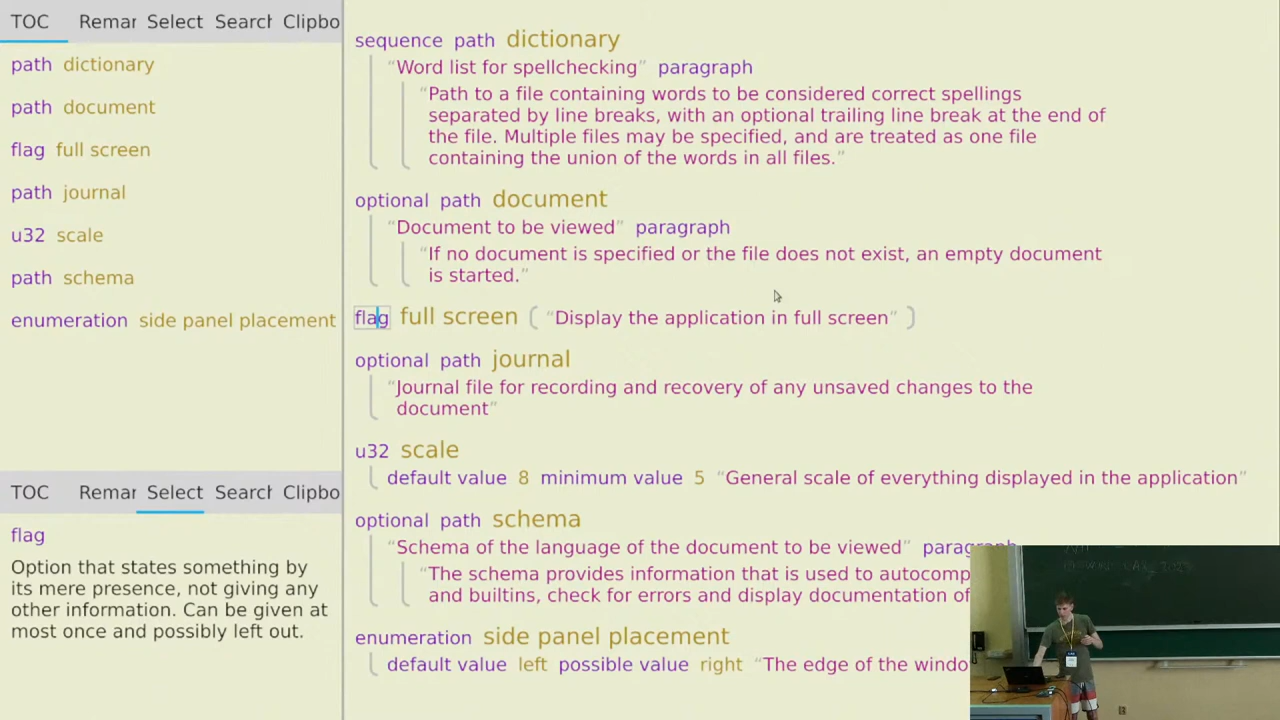 TOC Remar Select Search Clipbo
path dictionary
path document
flag full screen
path journal
u32 scale
path schema
enumeration side panel placement
TOC Remar Select Search Clipbo
flag
Option that states something by
its mere presence, not giving any
other information. Can be given at
most once and possibly left out.
sequence path dictionary
“Word list for spellchecking” paragraph
“Path to a file containing words to be considered correct spellings
separated by line breaks, with an optional trailing line break at the end of
the file. Multiple files may be specified, and are treated as one file
containing the union of the words in all files.”
optional path document
“Document to be viewed” paragraph
“If no document is specified or the file does not exist, an empty document
is started.”
flag full screen ( “Display the application in full screen” )
optional path journal
“Journal file for recording and recovery of any unsaved changes to the
document”
u32 scale
default value 8 minimum value 5 “General scale of everything displayed in the application”
optional path schema
“Schema of the language of the document to be viewed” paragraph
“The schema provides information that is used to autocomp
and builtins, check for errors and display documentation of
enumeration side panel placement
default value left possible value right “The edge of the windo